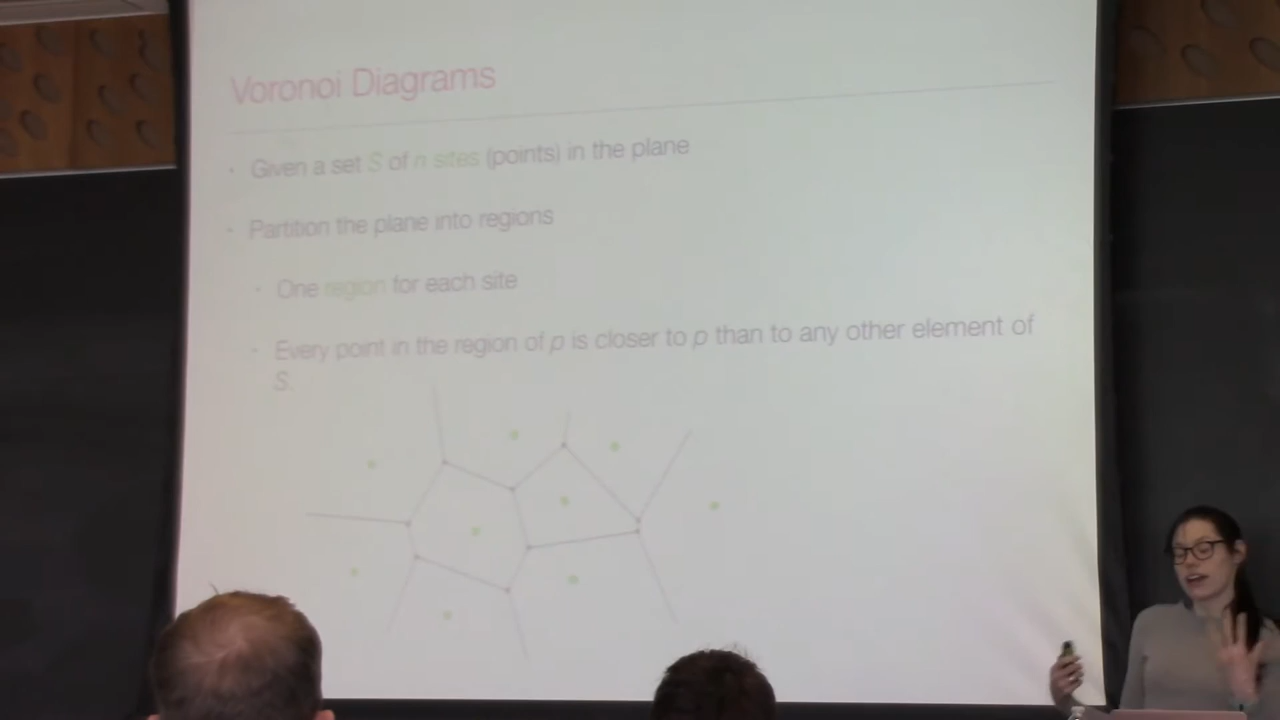 Voronoi Diagrams
Given a set S of n sites (points) in the plane
Partition the plane into regions
One region for each site
Every point in the region of p is closer to p than to any other element of
S.